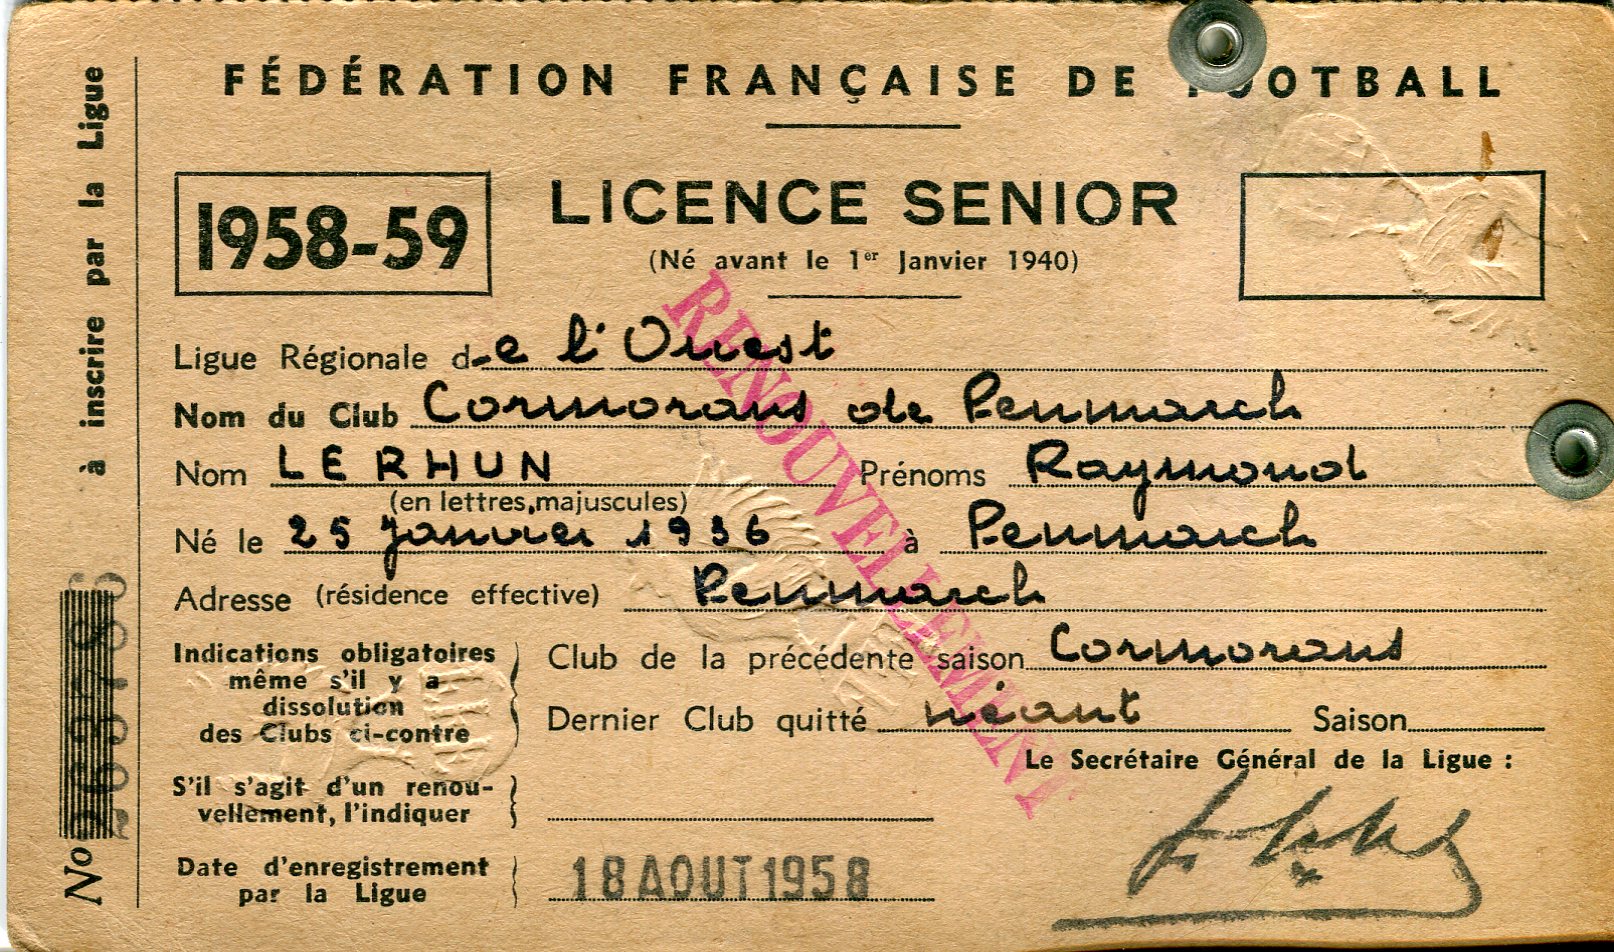 FÉDÉRATION FRANÇAISE DE FOOTBALL
1958-59
LICENCE SENIOR
(Né avant le 1er Janvier 1940)
Ligue Régionale de l'Ouest
Nom du Club Cormorans de Penmarch
Nom LERHUN Prénoms Raymond
(en lettres majuscules)
Né le 25 Janvier 1936 à Penmarch
Adresse (résidence effective) Penmarch
Indications obligatoires
même s'il y a
dissolution
des Clubs ci-contre
Club de la précédente saison Cormorans
Dernier Club quitté néant Saison
Le Secrétaire Général de la Ligue :
S'il s'agit d'un renou-
vellement, l'indiquer
Date d'enregistrement
par la Ligue
18 AOUT 1958
RENOUVELLEMENT
No
à inscrire par la Ligue